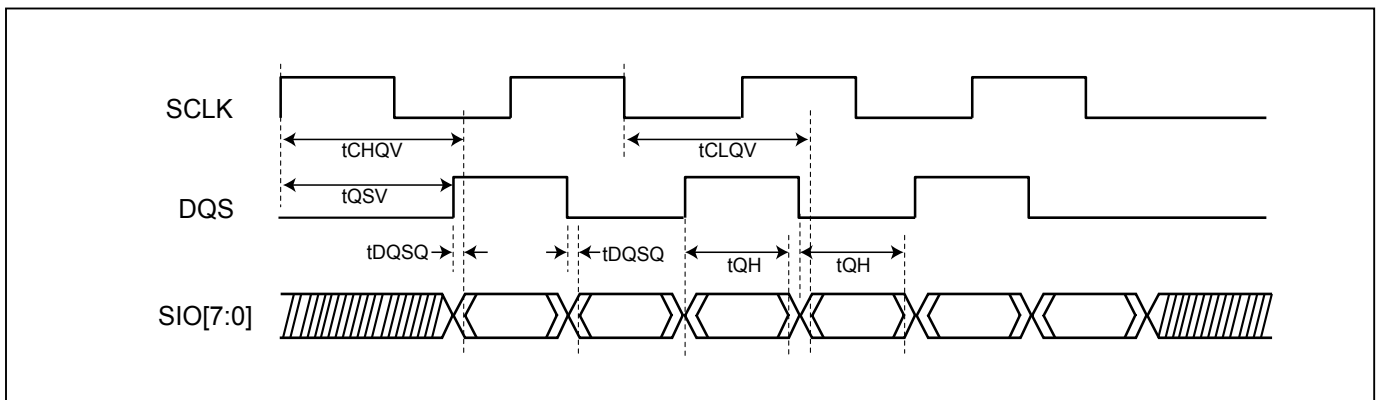 SCLK
tCHQV
tCLQV
tQSV
DQS
tDQSQ
tDQSQ
tQH
tQH
SIO[7:0]